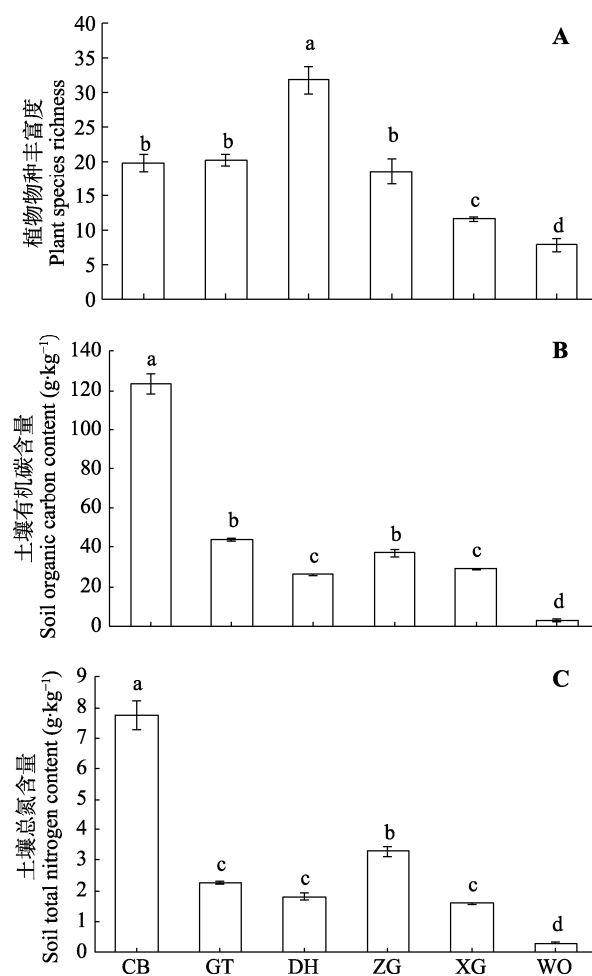 A
植物物种丰富度
Plant species richness
40
35
30
25
20
15
10
5
0
b
b
a
b
c
d
B
土壤有机碳含量
Soil organic carbon content (g·kg⁻¹)
140
120
100
80
60
40
20
0
a
b
c
b
c
d
C
土壤总氮含量
Soil total nitrogen content (g·kg⁻¹)
9
8
7
6
5
4
3
2
1
0
a
c
c
b
c
d
CB GT DH ZG XG WO